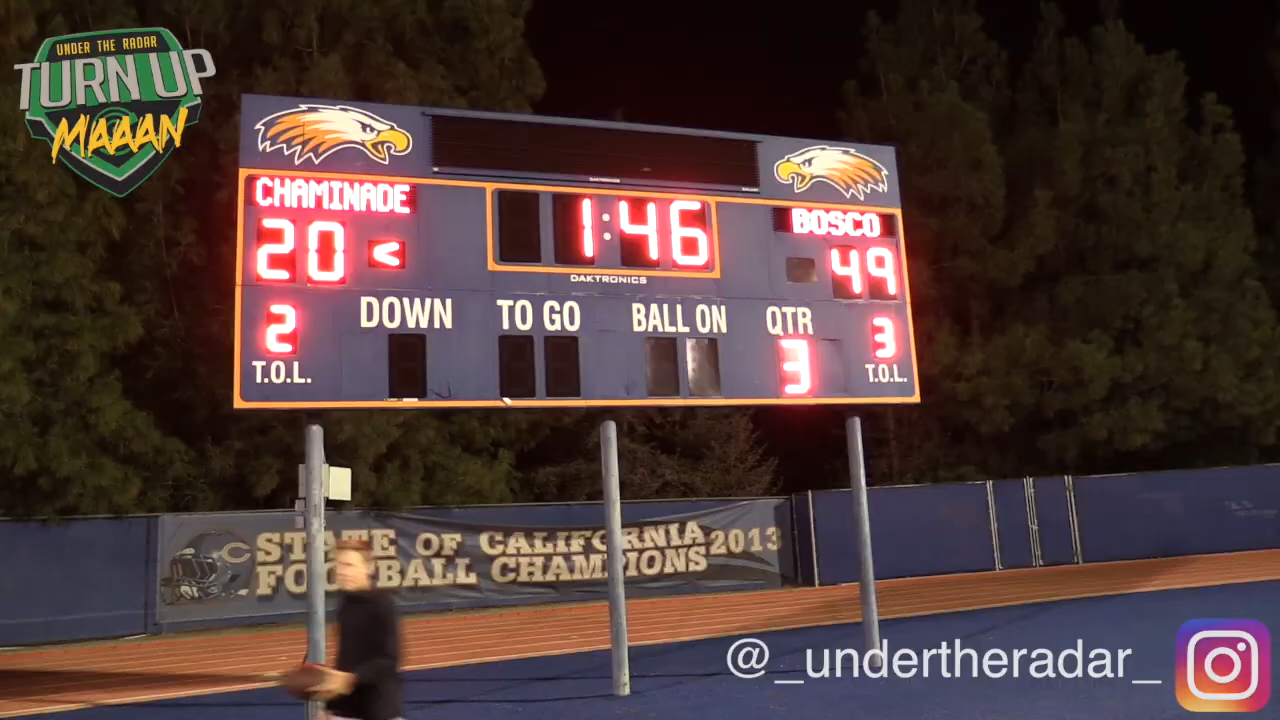 UNDER THE RADAR
TURN UP
MAAAN
CHAMINADE
1:46
BOSCO
20 <
49
DAKTRONICS
2
DOWN
TO GO
BALL ON
QTR
3
3
T.O.L.
T.O.L.
STATE OF CALIFORNIA 2013
FOOTBALL CHAMPIONS
C
@_undertheradar_